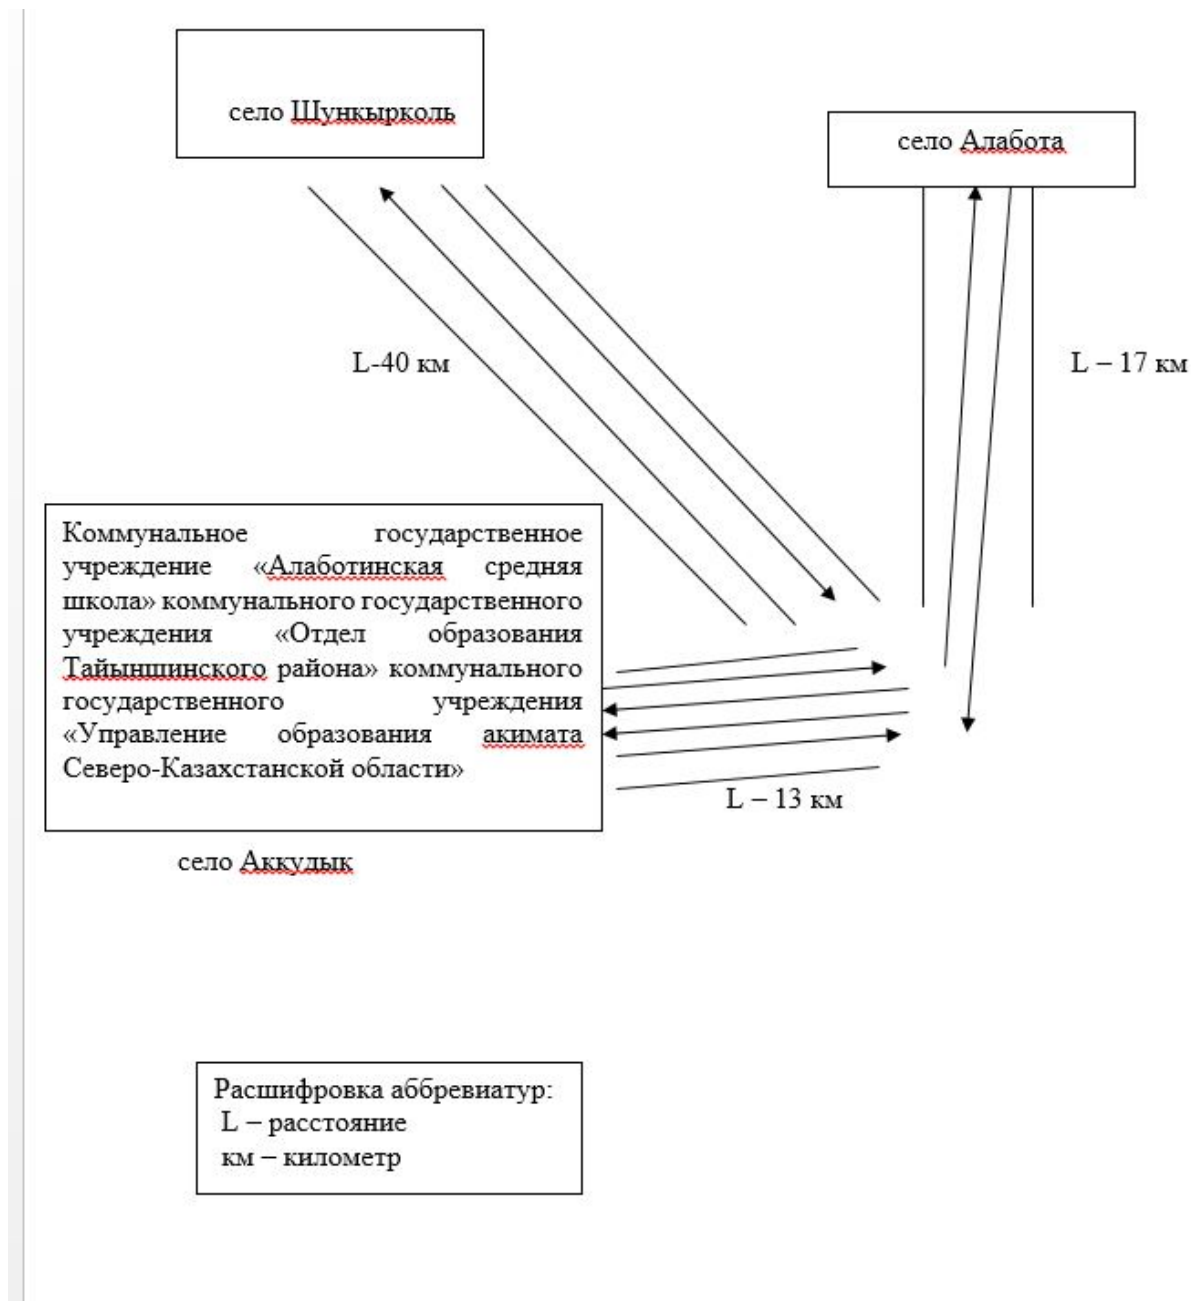 село Шункырколь
село Алабота
L-40 км
L – 17 км
Коммунальное государственное
учреждение «Алаботинская средняя
школа» коммунального государственного
учреждения «Отдел образования
Тайыншинского района» коммунального
государственного учреждения
«Управление образования акимата
Северо-Казахстанской области»
L – 13 км
село Аккудык
Расшифровка аббревиатур:
L – расстояние
км – километр